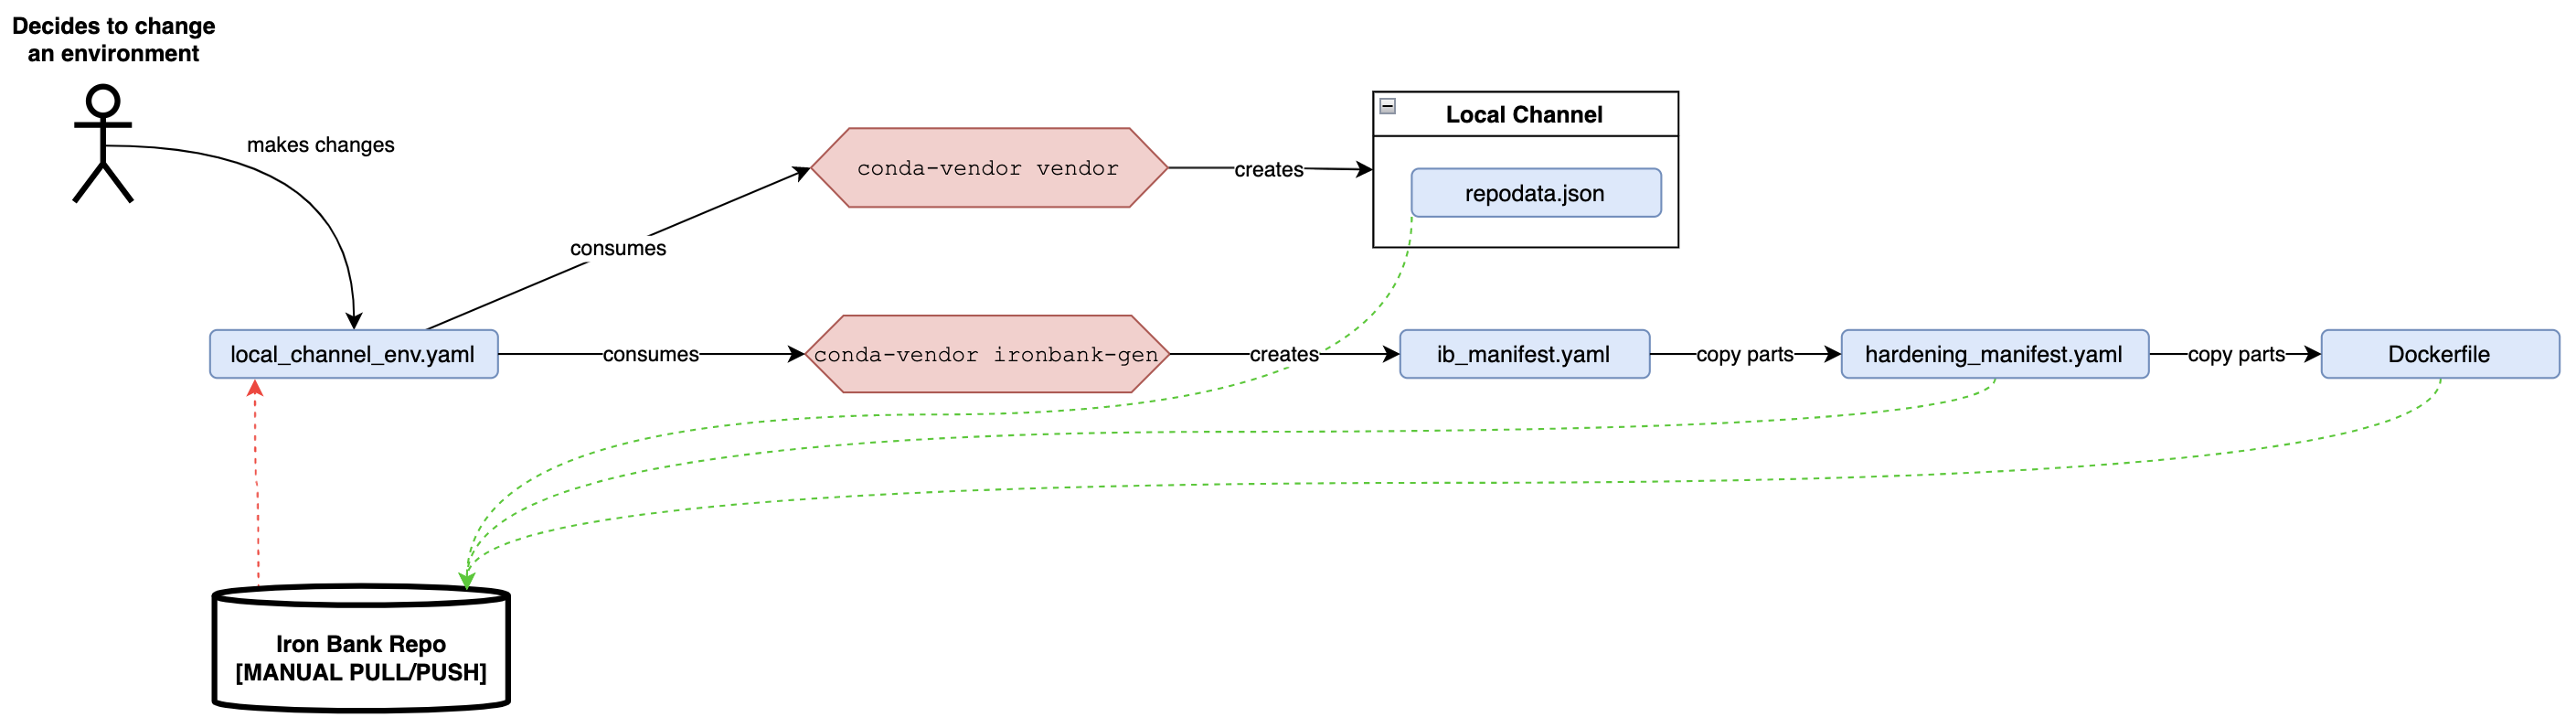 Decides to change
an environment
makes changes
conda-vendor vendor
creates
Local Channel
repodata.json
consumes
local_channel_env.yaml
consumes
conda-vendor ironbank-gen
creates
ib_manifest.yaml
copy parts
hardening_manifest.yaml
copy parts
Dockerfile
Iron Bank Repo
[MANUAL PULL/PUSH]